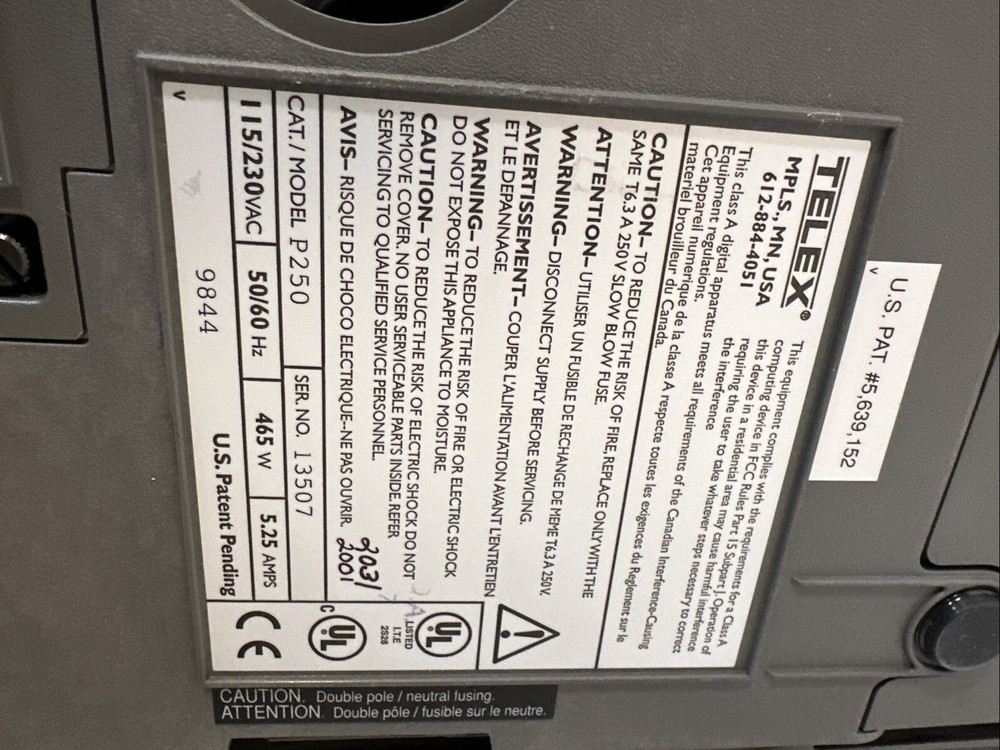 U.S. PAT. #5,639,152
TELEX®
MPLS., MN, USA
612-884-4051
This class A digital apparatus meets all requirements of the Canadian Interference-Causing
Equipment regulations.
Cet appareil numerique de la classe A respecte toutes les exigences du Reglement sur le
materiel brouilleur du Canada.
This equipment complies with the requirements for a Class A
computing device in FCC Rules Part 15 Subpart J. Operation of
this device in a residential area may cause harmful interference
requiring the user to take whatever steps necessary to correct
the interference
CAUTION– TO REDUCE THE RISK OF FIRE, REPLACE ONLY WITH THE
SAME T6.3 A 250V SLOW BLOW FUSE.
ATTENTION– UTILISER UN FUSIBLE DE RECHANGE DE MEME T6.3 A 250V.
WARNING– DISCONNECT SUPPLY BEFORE SERVICING.
AVERTISSEMENT– COUPER L'ALIMENTATION AVANT L'ENTRETIEN
ET LE DEPANNAGE.
WARNING– TO REDUCE THE RISK OF FIRE OR ELECTRIC SHOCK
DO NOT EXPOSE THIS APPLIANCE TO MOISTURE.
CAUTION– TO REDUCE THE RISK OF ELECTRIC SHOCK DO NOT
REMOVE COVER. NO USER SERVICEABLE PARTS INSIDE. REFER
SERVICING TO QUALIFIED SERVICE PERSONNEL.
AVIS– RISQUE DE CHOCO ELECTRIQUE--NE PAS OUVRIR.
2031
2001
UL
LISTED
I.T.E
2S28
C UL
CE
CAT. / MODEL P250
SER. NO. 13507
115/230VAC 50/60 Hz 465 W 5.25 AMPS
9844 U.S. Patent Pending
CAUTION. Double pole / neutral fusing.
ATTENTION. Double pôle / fusible sur le neutre.